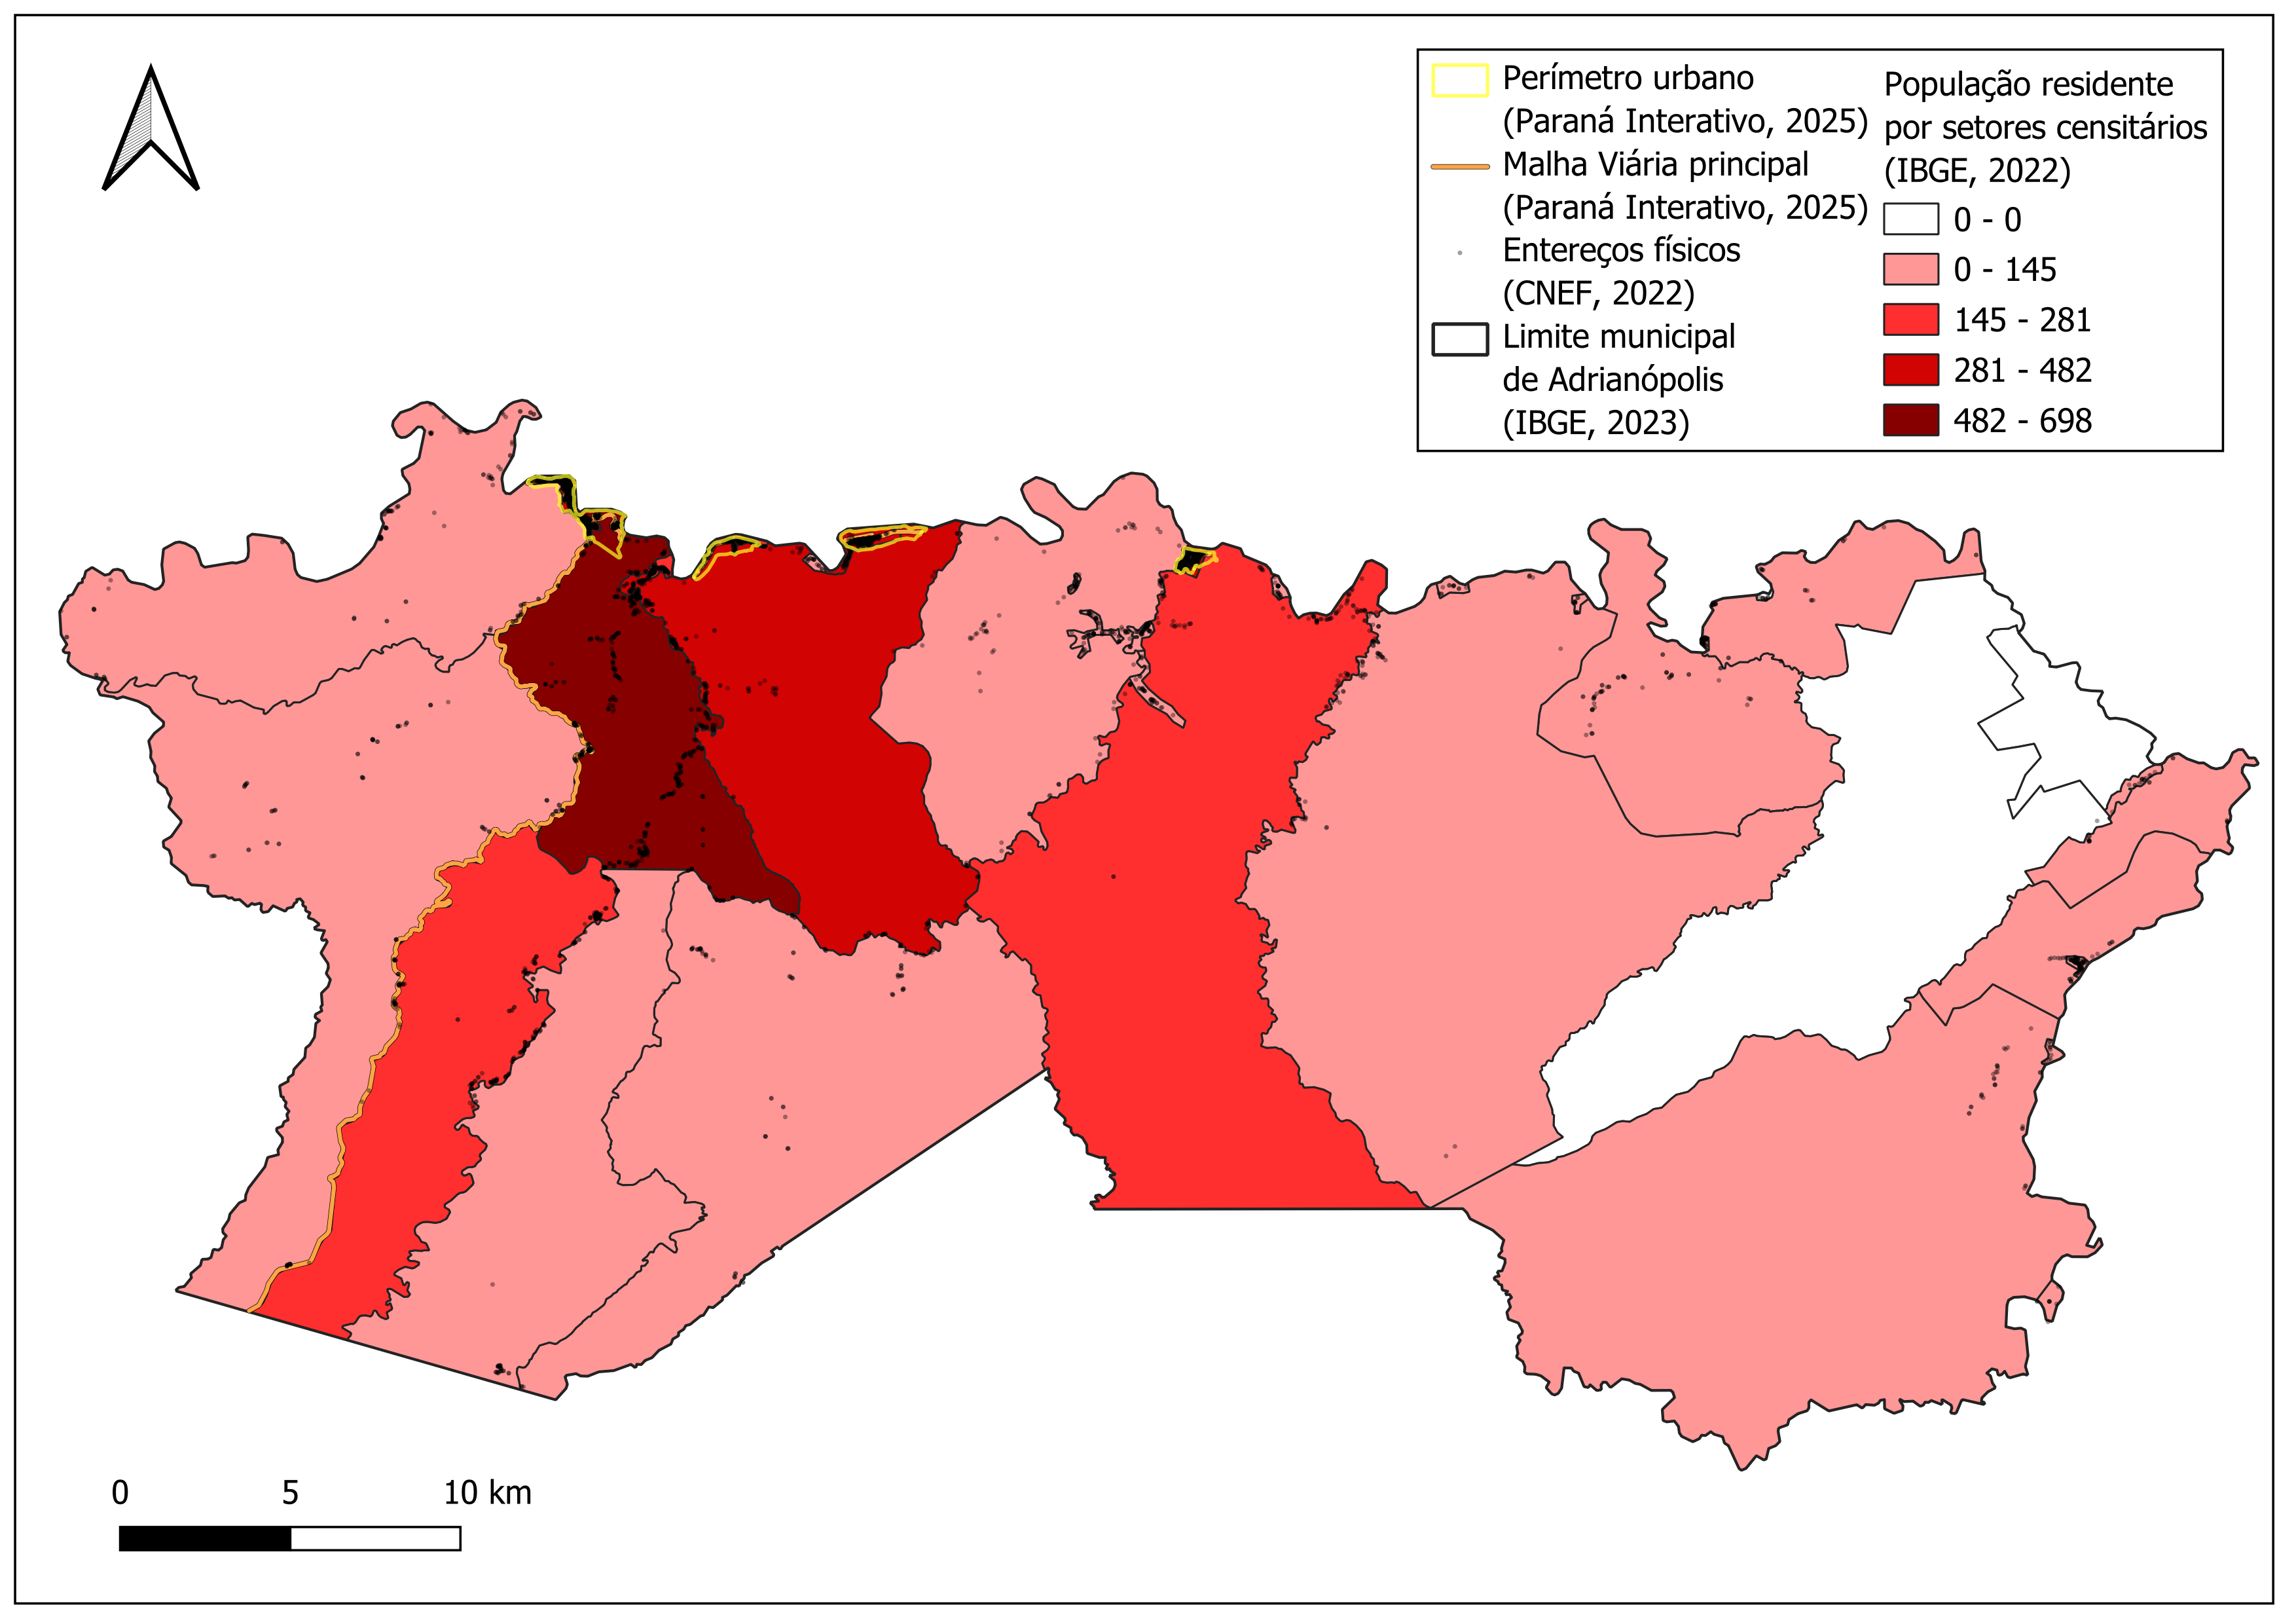 Perímetro urbano
(Paraná Interativo, 2025)
Malha Viária principal
(Paraná Interativo, 2025)
Entereços físicos
(CNEF, 2022)
Limite municipal
de Adrianópolis
(IBGE, 2023)
População residente
por setores censitários
(IBGE, 2022)
0 - 0
0 - 145
145 - 281
281 - 482
482 - 698
0 5 10 km